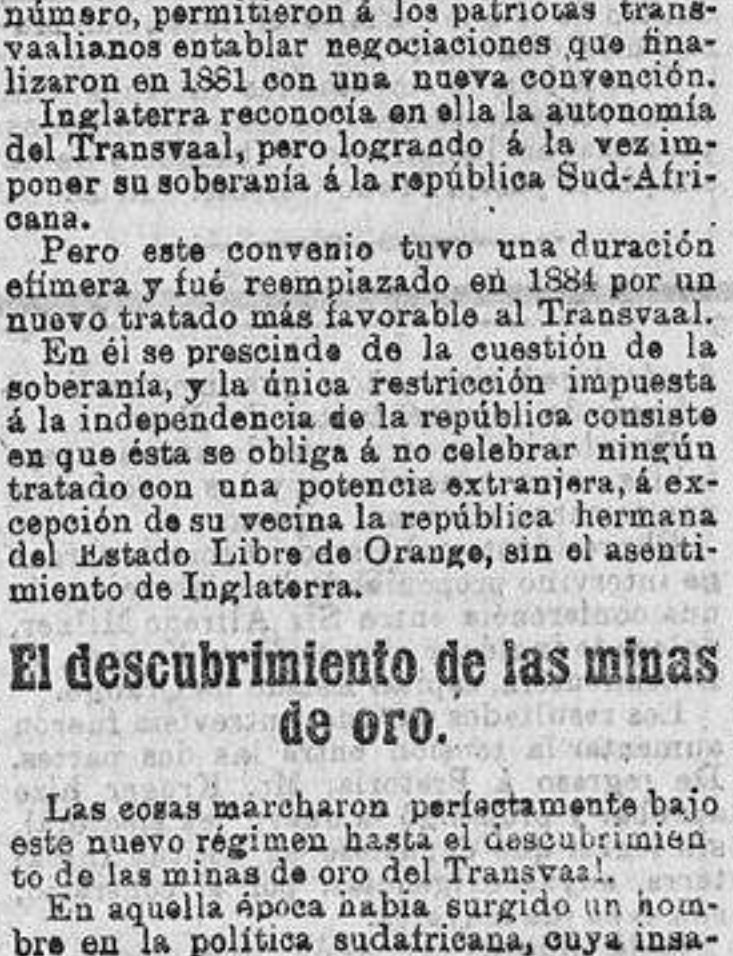 número, permitieron á los patriotas trans-
vaalianos entablar negociaciones que fina-
lizaron en 1881 con una nueva convención.
Inglaterra reconocía en ella la autonomía
del Transvaal, pero logrando á la vez im-
poner su soberanía á la república Sud-Afri-
cana.
Pero este convenio tuvo una duración
efímera y fué reemplazado en 1884 por un
nuevo tratado más favorable al Transvaal.
En él se prescinde de la cuestión de la
soberanía, y la única restricción impuesta
á la independencia de la república consiste
en que ésta se obliga á no celebrar ningún
tratado con una potencia extranjera, á ex-
cepción de su vecina la república hermana
del Estado Libre de Orange, sin el asenti-
miento de Inglaterra.
El descubrimiento de las minas
de oro.
Las cosas marcharon perfectamente bajo
este nuevo régimen hasta el descubrimien
to de las minas de oro del Transvaal.
En aquella época había surgido un hom-
bre en la política sudafricana, cuya insa-